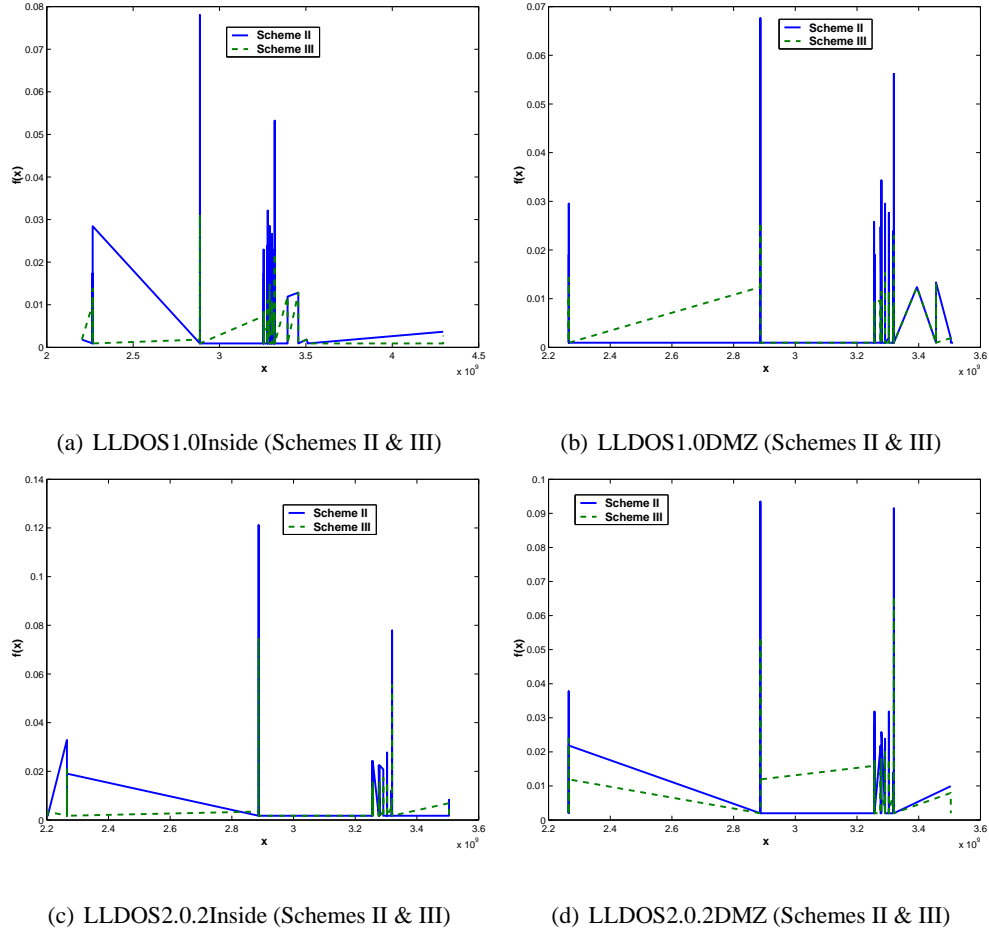 0.08
0.07
0.06
0.05
0.04
0.03
0.02
0.01
0
f(x)
Scheme II
Scheme III
2
2.5
3
3.5
4
4.5
x
x 10^9
(a) LLDOS1.0Inside (Schemes II & III)
0.07
0.06
0.05
0.04
0.03
0.02
0.01
0
f(x)
Scheme II
Scheme III
2.2
2.4
2.6
2.8
3
3.2
3.4
3.6
x
x 10^9
(b) LLDOS1.0DMZ (Schemes II & III)
0.14
0.12
0.1
0.08
0.06
0.04
0.02
0
f(x)
Scheme II
Scheme III
2.2
2.4
2.6
2.8
3
3.2
3.4
3.6
x
x 10^9
(c) LLDOS2.0.2Inside (Schemes II & III)
0.1
0.09
0.08
0.07
0.06
0.05
0.04
0.03
0.02
0.01
0
f(x)
Scheme II
Scheme III
2.2
2.4
2.6
2.8
3
3.2
3.4
3.6
x
x 10^9
(d) LLDOS2.0.2DMZ (Schemes II & III)